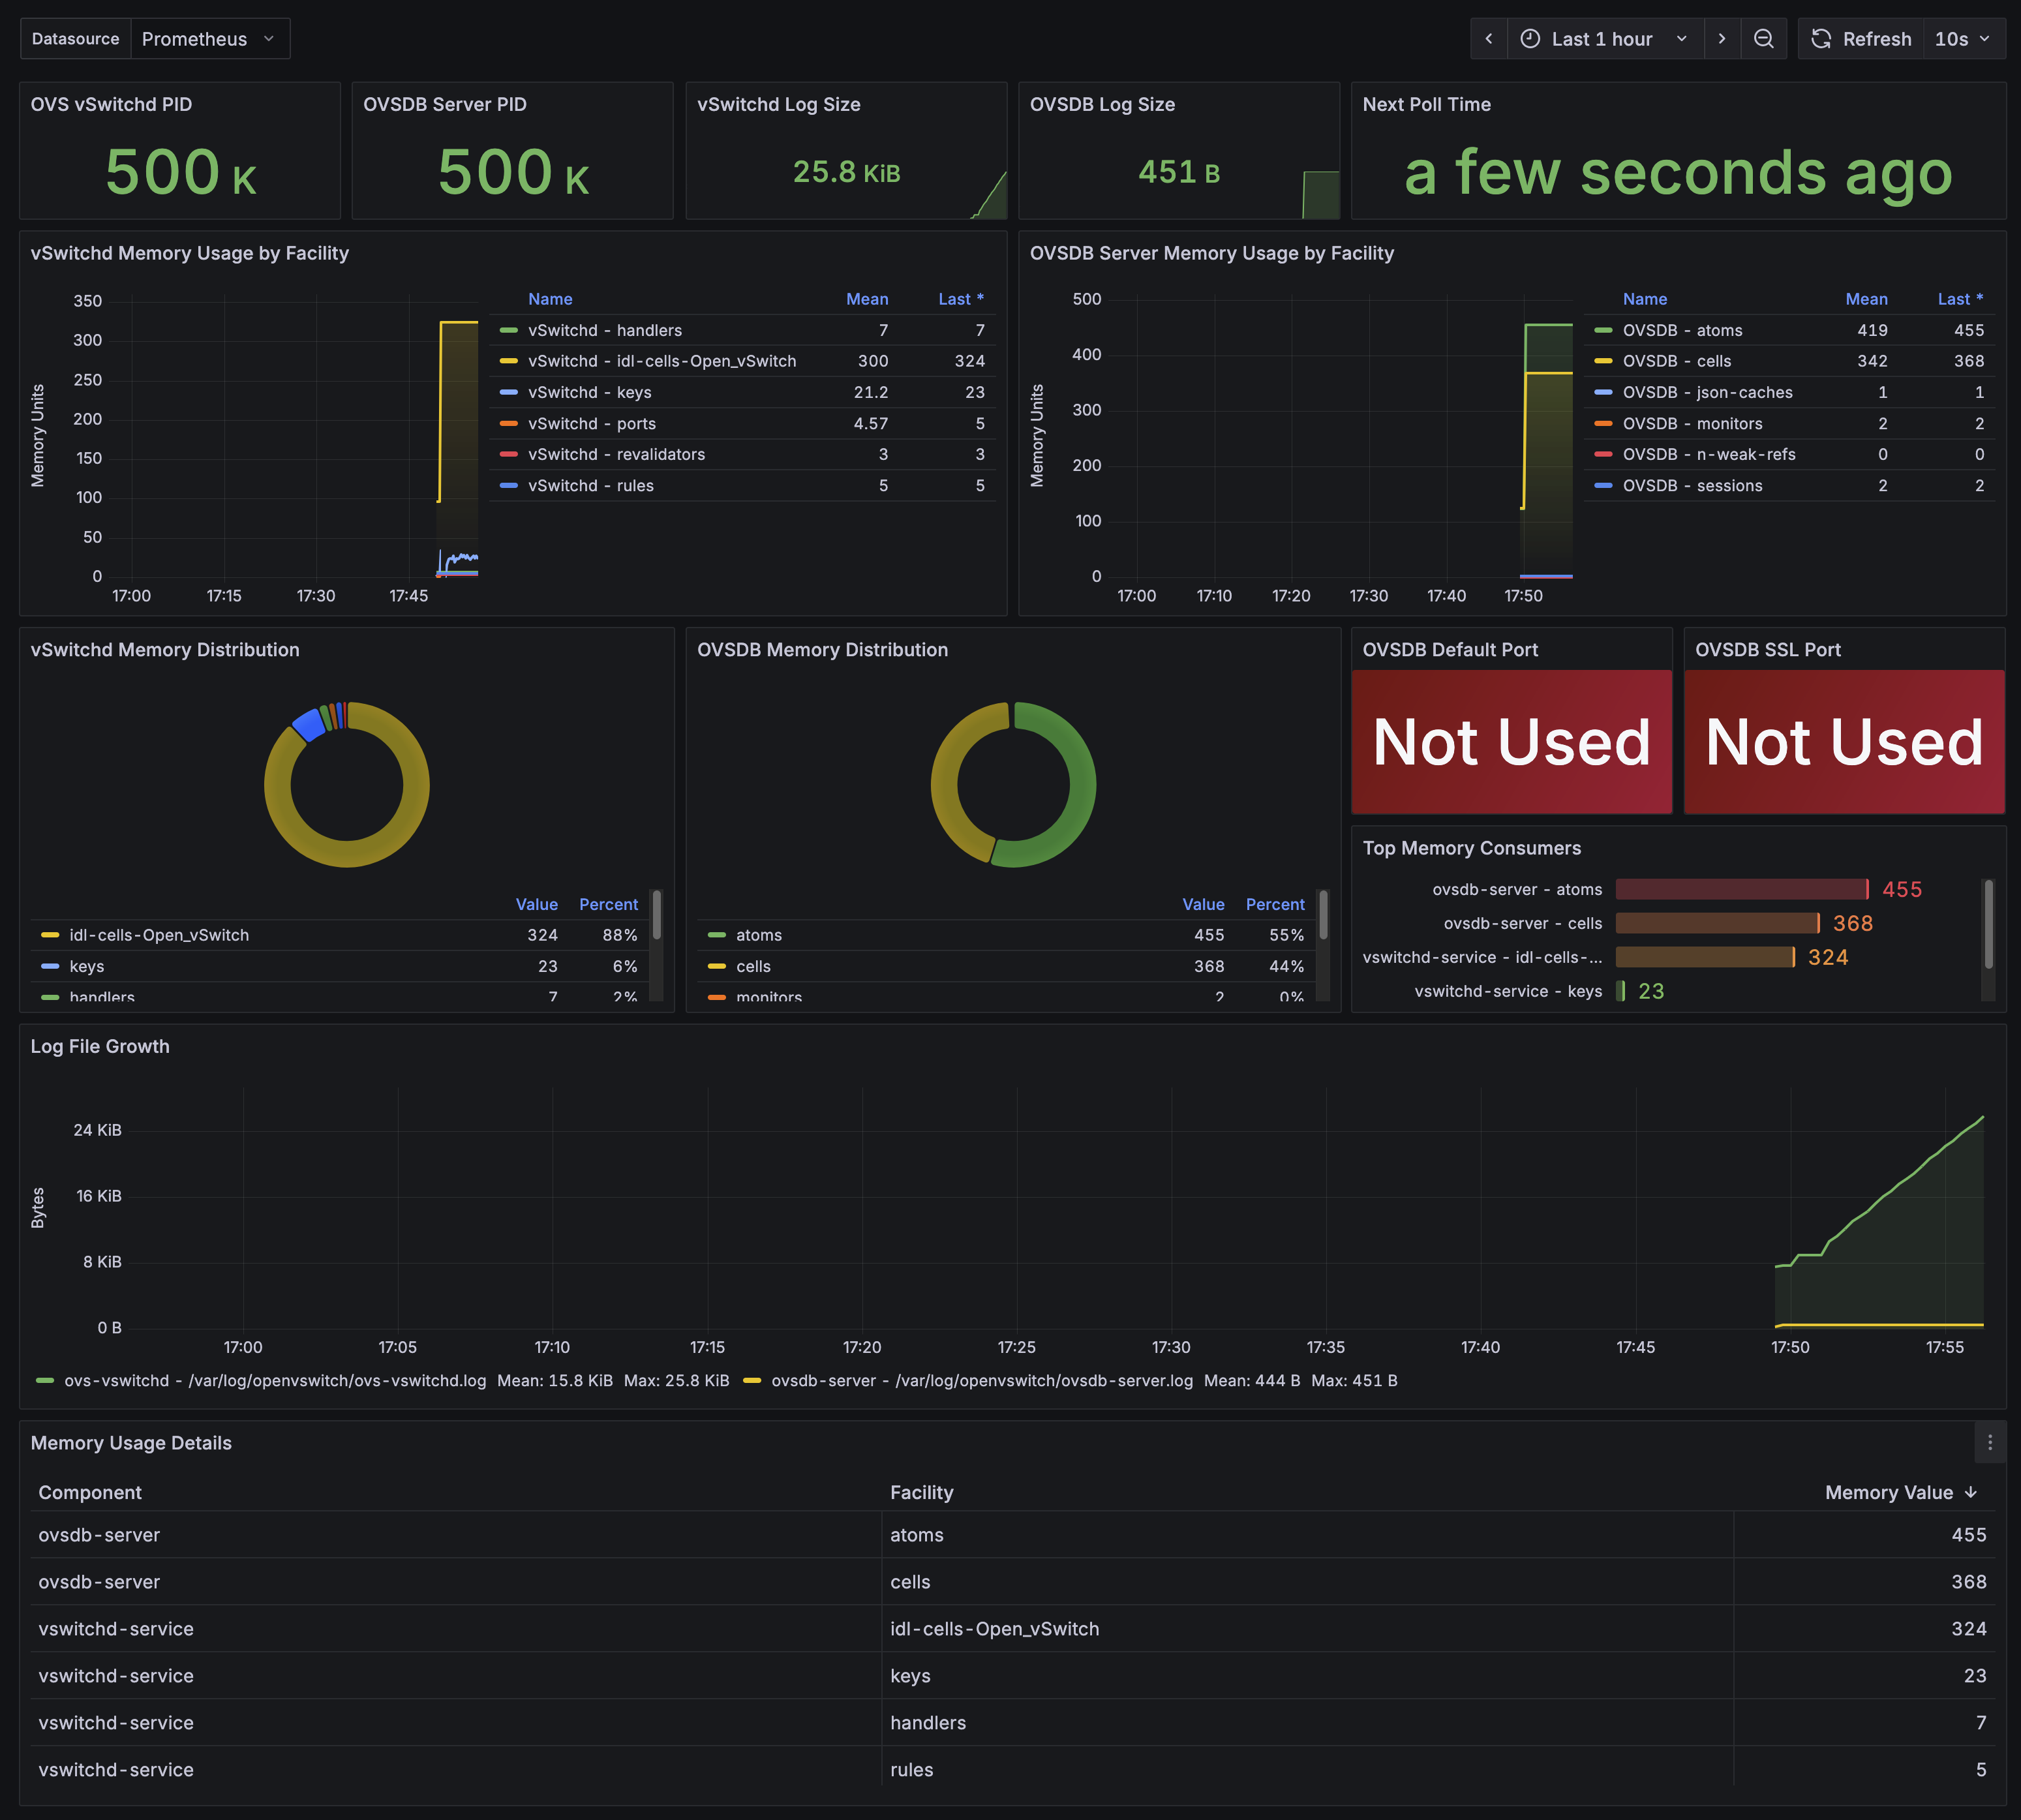 Datasource Prometheus
Last 1 hour
Refresh 10s
OVS vSwitchd PID
500 K
OVSDB Server PID
500 K
vSwitchd Log Size
25.8 KiB
OVSDB Log Size
451 B
Next Poll Time
a few seconds ago
vSwitchd Memory Usage by Facility
Memory Units
350
300
250
200
150
100
50
0
17:00 17:15 17:30 17:45
Name Mean Last *
vSwitchd - handlers 7 7
vSwitchd - idl-cells-Open_vSwitch 300 324
vSwitchd - keys 21.2 23
vSwitchd - ports 4.57 5
vSwitchd - revalidators 3 3
vSwitchd - rules 5 5
OVSDB Server Memory Usage by Facility
Memory Units
500
400
300
200
100
0
17:00 17:10 17:20 17:30 17:40 17:50
Name Mean Last *
OVSDB - atoms 419 455
OVSDB - cells 342 368
OVSDB - json-caches 1 1
OVSDB - monitors 2 2
OVSDB - n-weak-refs 0 0
OVSDB - sessions 2 2
vSwitchd Memory Distribution
Value Percent
idl-cells-Open_vSwitch 324 88%
keys 23 6%
handlers 7 2%
OVSDB Memory Distribution
Value Percent
atoms 455 55%
cells 368 44%
monitors 2 0%
OVSDB Default Port
Not Used
OVSDB SSL Port
Not Used
Top Memory Consumers
ovsdb-server - atoms 455
ovsdb-server - cells 368
vswitchd-service - idl-cells-... 324
vswitchd-service - keys 23
Log File Growth
Bytes
24 KiB
16 KiB
8 KiB
0 B
17:00 17:05 17:10 17:15 17:20 17:25 17:30 17:35 17:40 17:45 17:50 17:55
ovs-vswitchd - /var/log/openvswitch/ovs-vswitchd.log Mean: 15.8 KiB Max: 25.8 KiB ovsdb-server - /var/log/openvswitch/ovsdb-server.log Mean: 444 B Max: 451 B
Memory Usage Details
Component Facility Memory Value
ovsdb-server atoms 455
ovsdb-server cells 368
vswitchd-service idl-cells-Open_vSwitch 324
vswitchd-service keys 23
vswitchd-service handlers 7
vswitchd-service rules 5